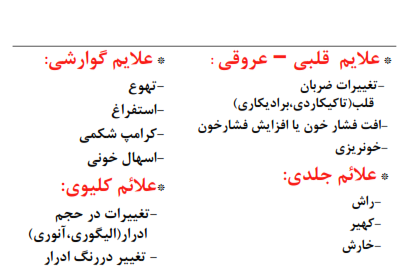 * علایم قلبی – عروقی :
-تغییرات ضربان
قلب(تاکیکاردی،برادیکاری)
-افت فشار خون یا افزایش فشارخون
-خونریزی
* علائم جلدی:
-راش
-کهیر
-خارش
* علایم گوارشی:
-تهوع
-استفراغ
-کرامپ شکمی
-اسهال خونی
*علائم کلیوی:
-تغییرات در حجم
ادرار(الیگوری،آنوری)
- تغییر دررنگ ادرار